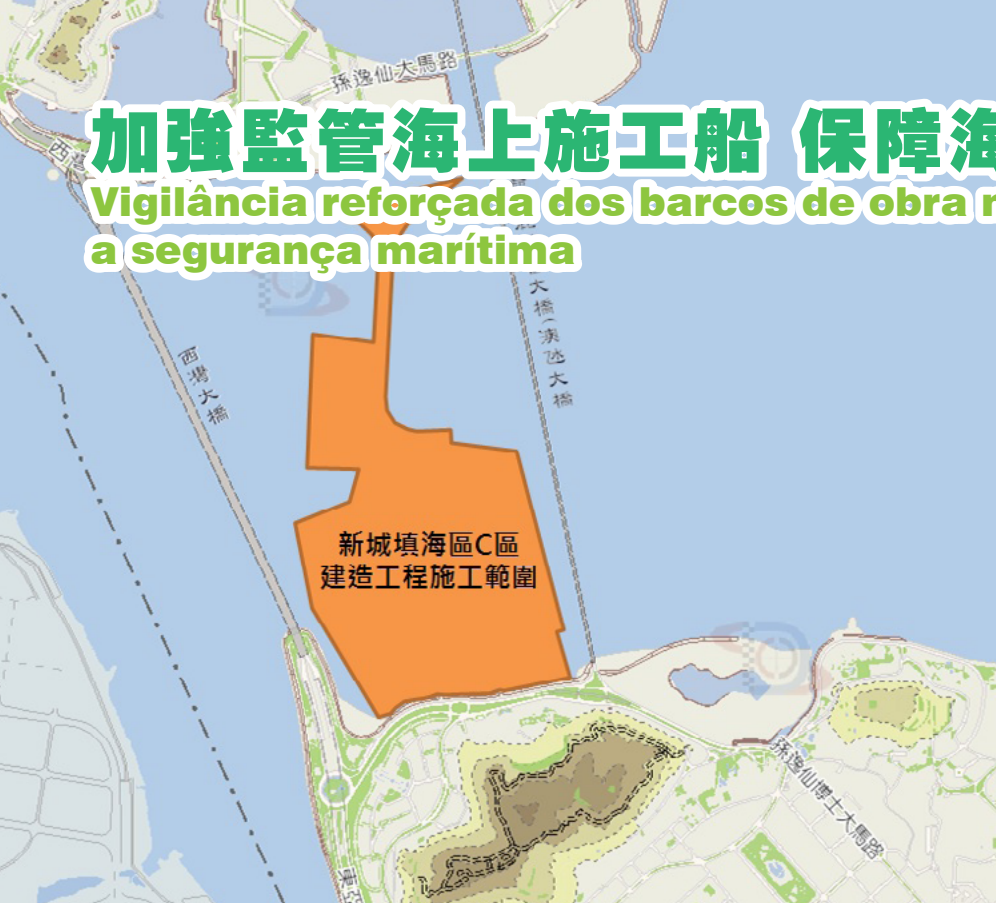 孫逸仙大馬路
加強監管海上施工船 保障海
西灣
Vigilância reforçada dos barcos de obra
a segurança marítima
大橋(澳氹大橋
西灣大橋
新城填海區C區
建造工程施工範圍
孫逸仙博士大馬路